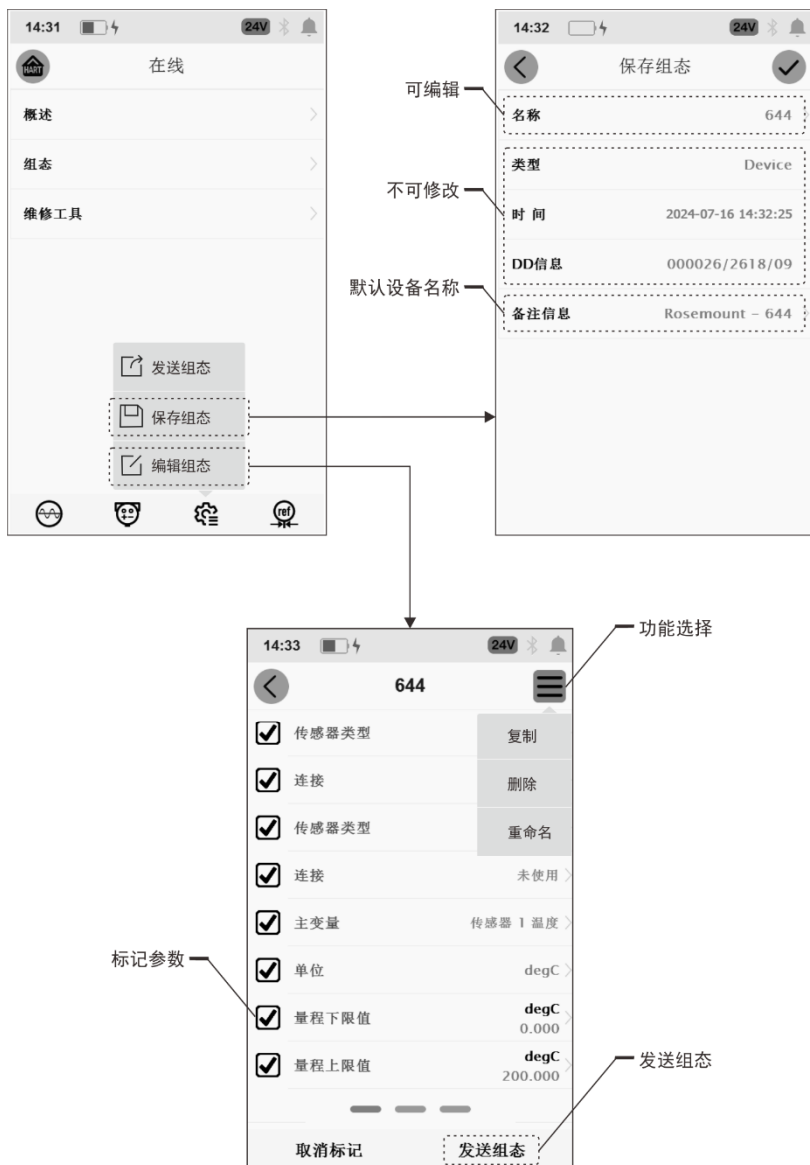 14:31
24V
HART
在线
概述
组态
维修工具
发送组态
保存组态
编辑组态
ref
可编辑
不可修改
默认设备名称
14:32
24V
保存组态
名称 644
类型 Device
时 间 2024-07-16 14:32:25
DD信息 000026/2618/09
备注信息 Rosemount – 644
14:33
24V
功能选择
644
传感器类型
复制
连接
删除
传感器类型
重命名
连接 未使用
主变量 传感器 1 温度
单位 degC
标记参数
量程下限值 degC
0.000
量程上限值 degC
200.000
发送组态
取消标记 发送组态